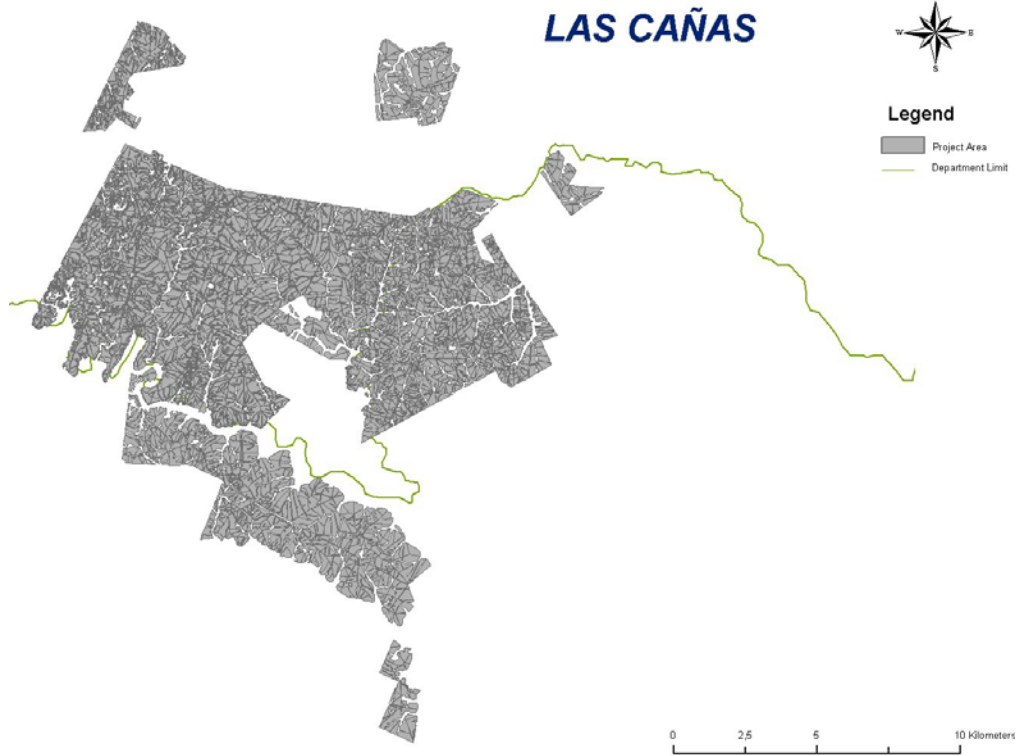 LAS CAÑAS
W E
S
Legend
Project Area
Department Limit
0 2,5 5 10 Kilometers